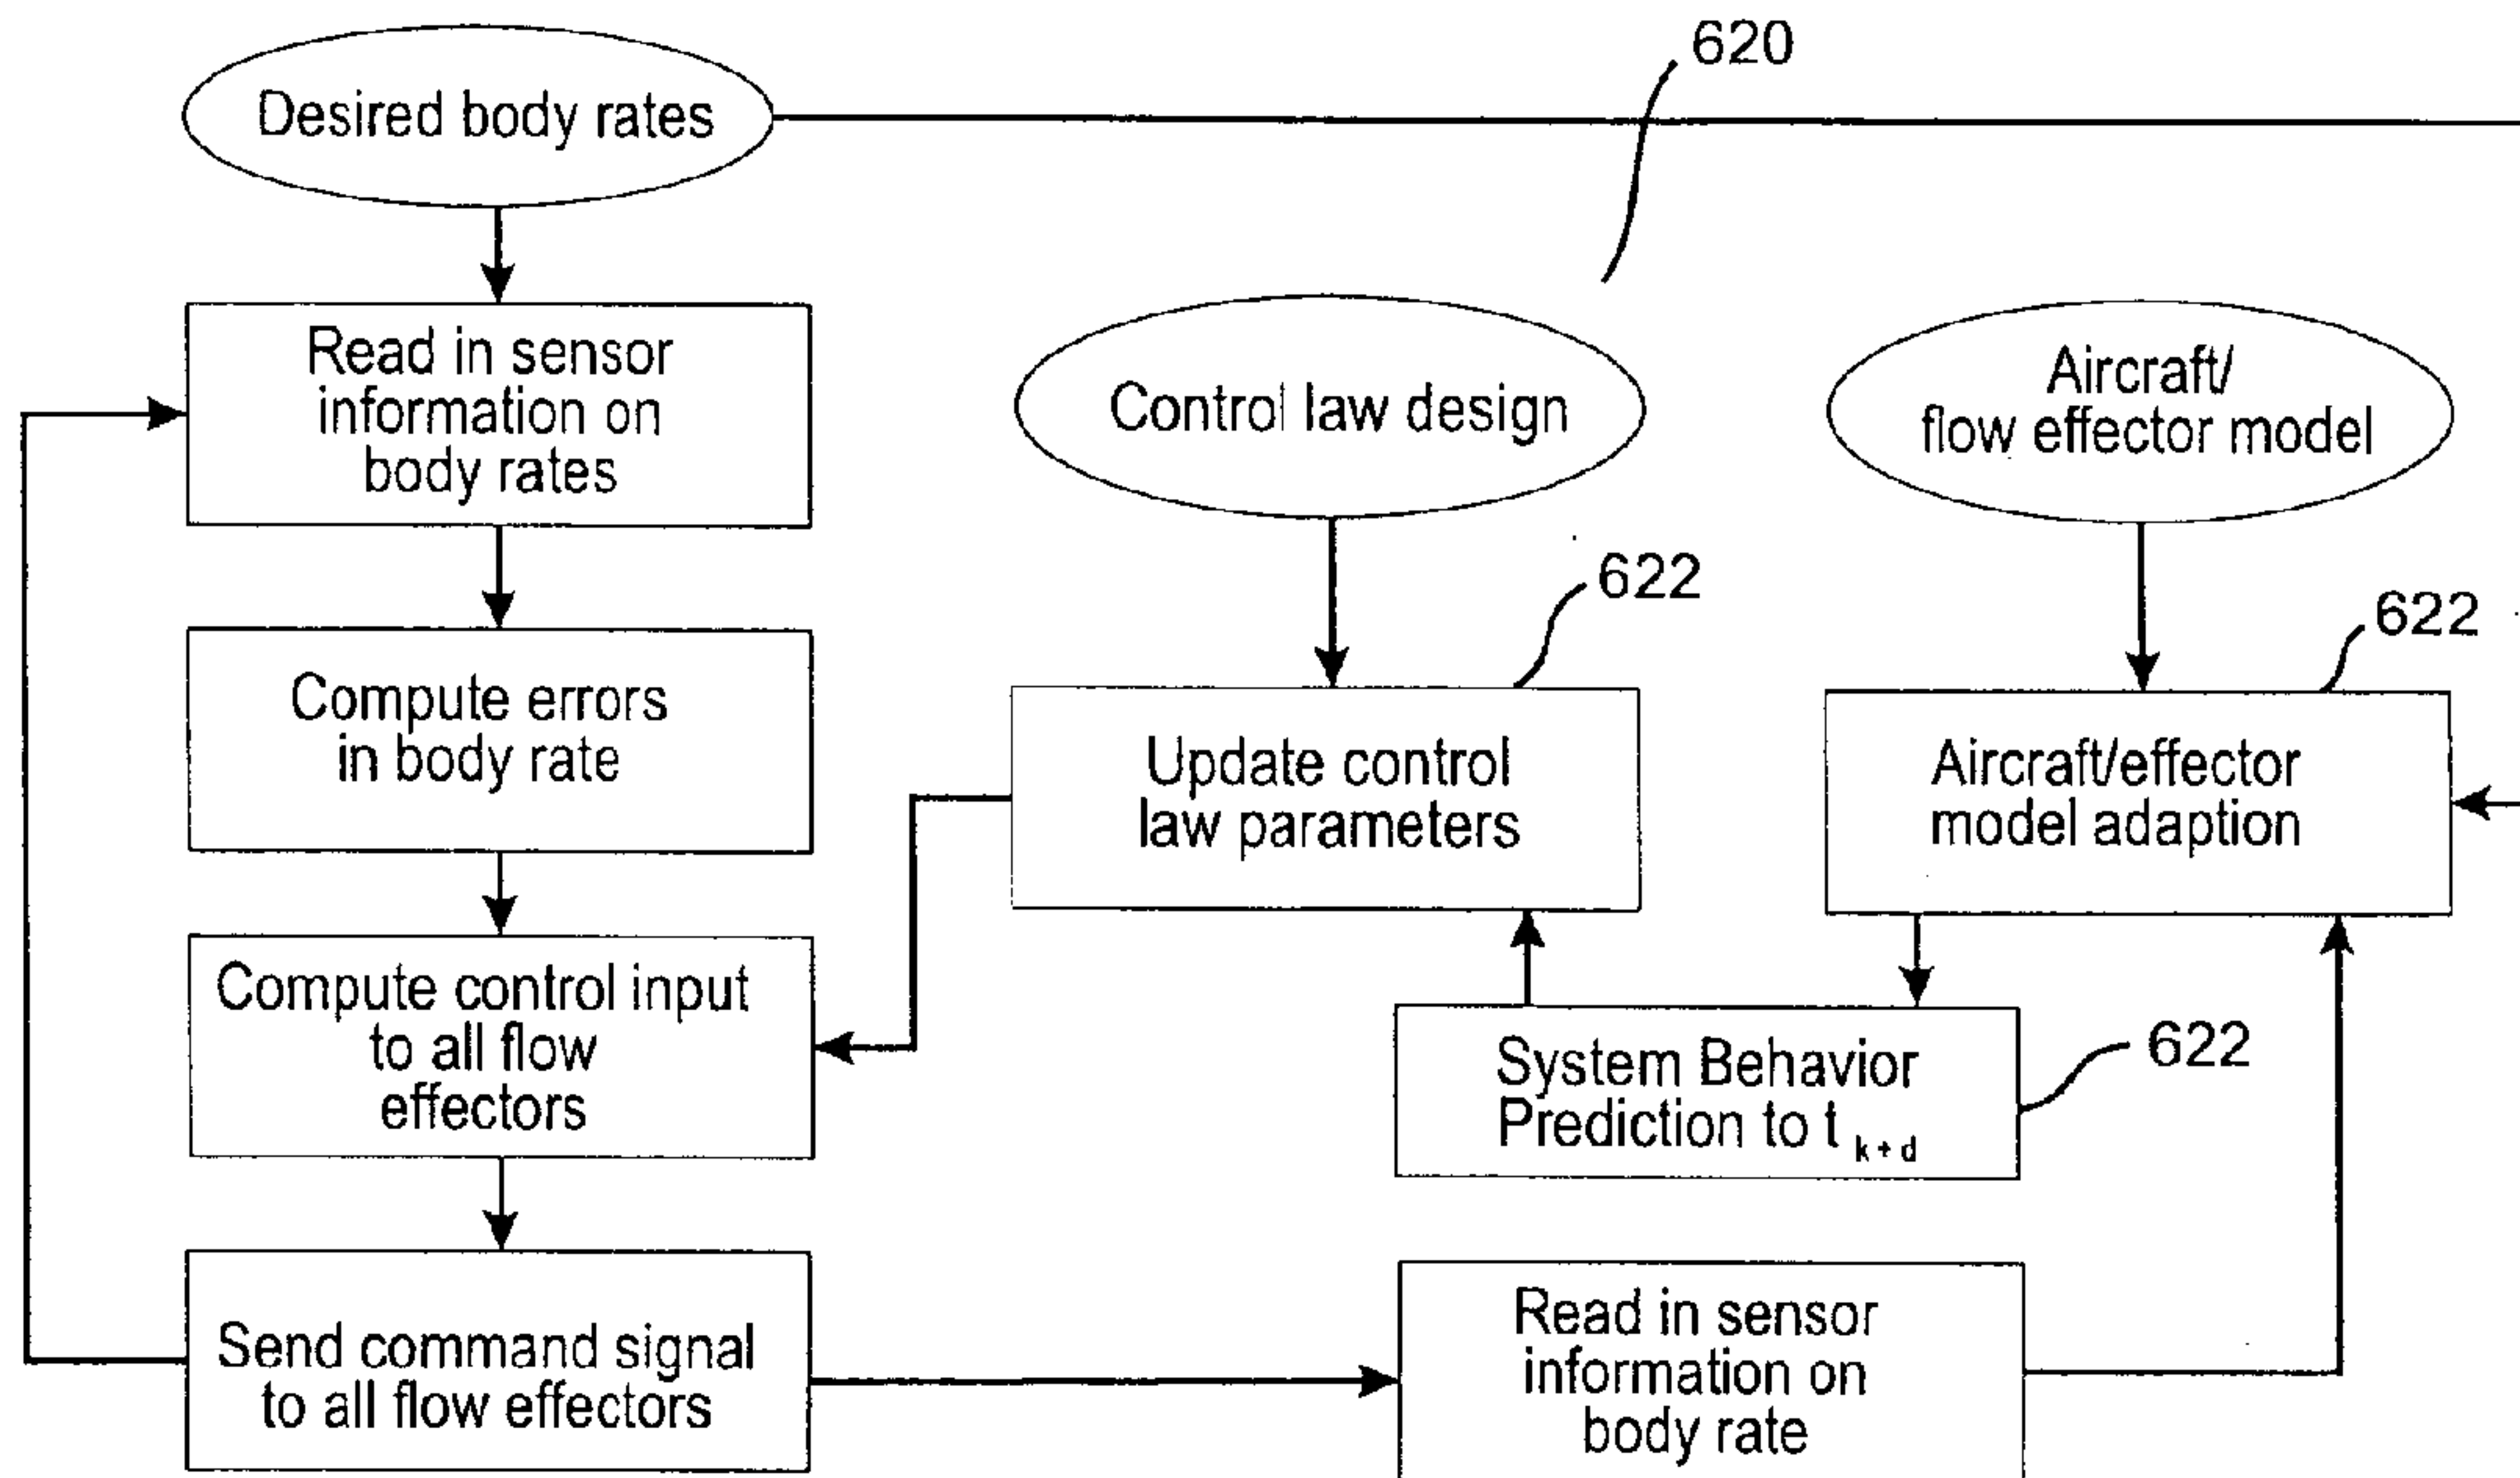 620
Desired body rates
Read in sensor
information on
body rates
Control law design
Aircraft/
flow effector model
622
622
Compute errors
in body rate
Update control
law parameters
Aircraft/effector
model adaption
Compute control input
to all flow
effectors
System Behavior
Prediction to t k + d
622
Send command signal
to all flow effectors
Read in sensor
information on
body rate